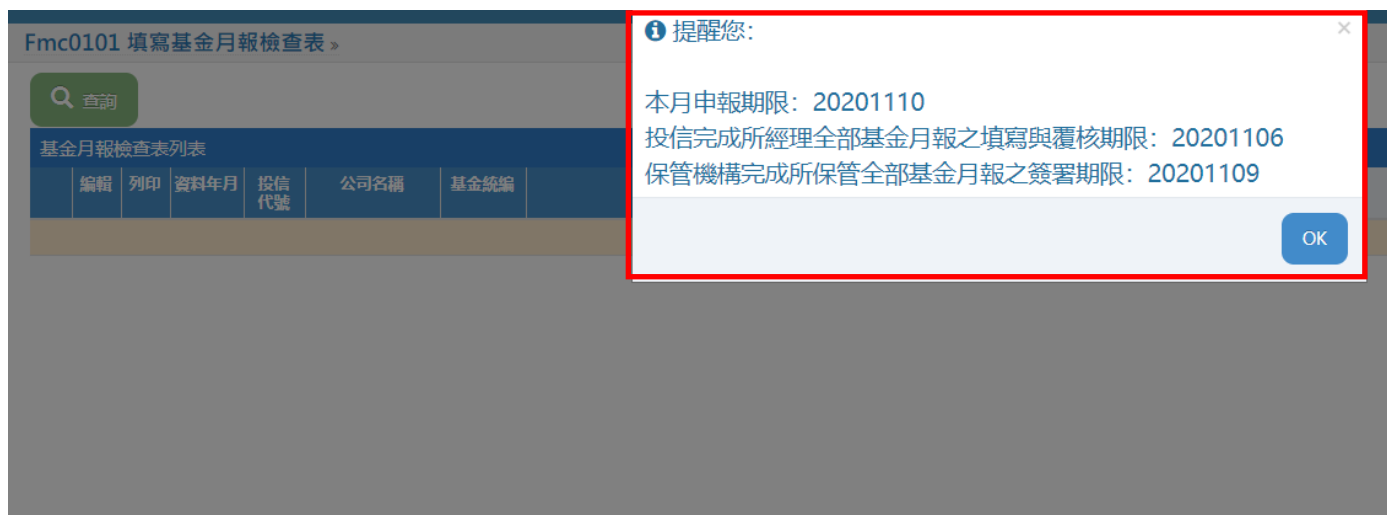 Fmc0101 填寫基金月報檢查表 »
查詢
基金月報檢查表列表
編輯 列印 資料年月 投信代號 公司名稱 基金統編
提醒您：
×
本月申報期限：20201110
投信完成所經理全部基金月報之填寫與覆核期限：20201106
保管機構完成所保管全部基金月報之簽署期限：20201109
OK